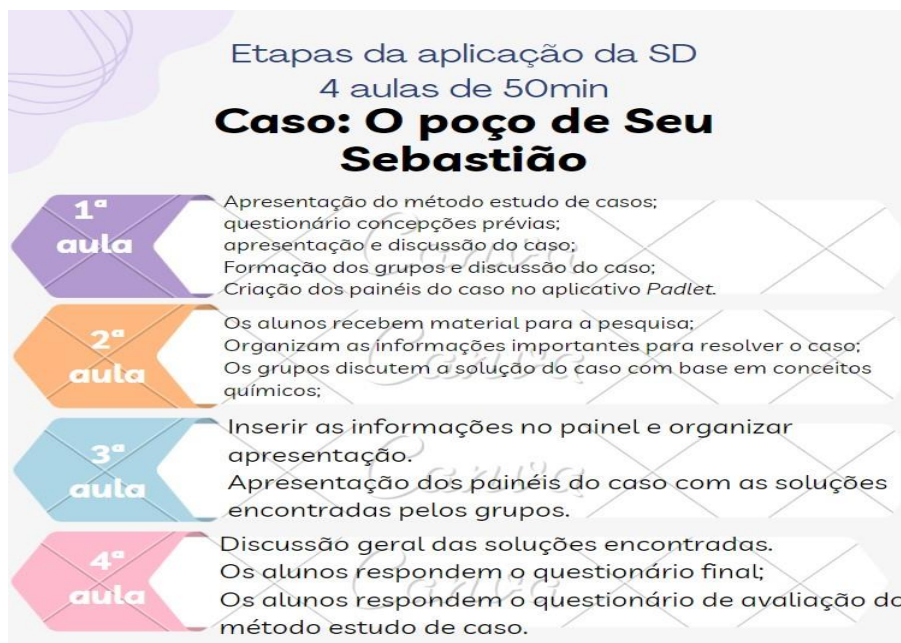 Etapas da aplicação da SD
4 aulas de 50min
Caso: O poço de Seu
Sebastião
1ª
aula
Apresentação do método estudo de casos;
questionário concepções prévias;
apresentação e discussão do caso;
Formação dos grupos e discussão do caso;
Criação dos painéis do caso no aplicativo Padlet.
2ª
aula
Os alunos recebem material para a pesquisa;
Organizam as informações importantes para resolver o caso;
Os grupos discutem a solução do caso com base em conceitos
químicos;
3ª
aula
Inserir as informações no painel e organizar
apresentação.
Apresentação dos painéis do caso com as soluções
encontradas pelos grupos.
4ª
aula
Discussão geral das soluções encontradas.
Os alunos respondem o questionário final;
Os alunos respondem o questionário de avaliação do
método estudo de caso.
Canva
Canva
Canva
Canva